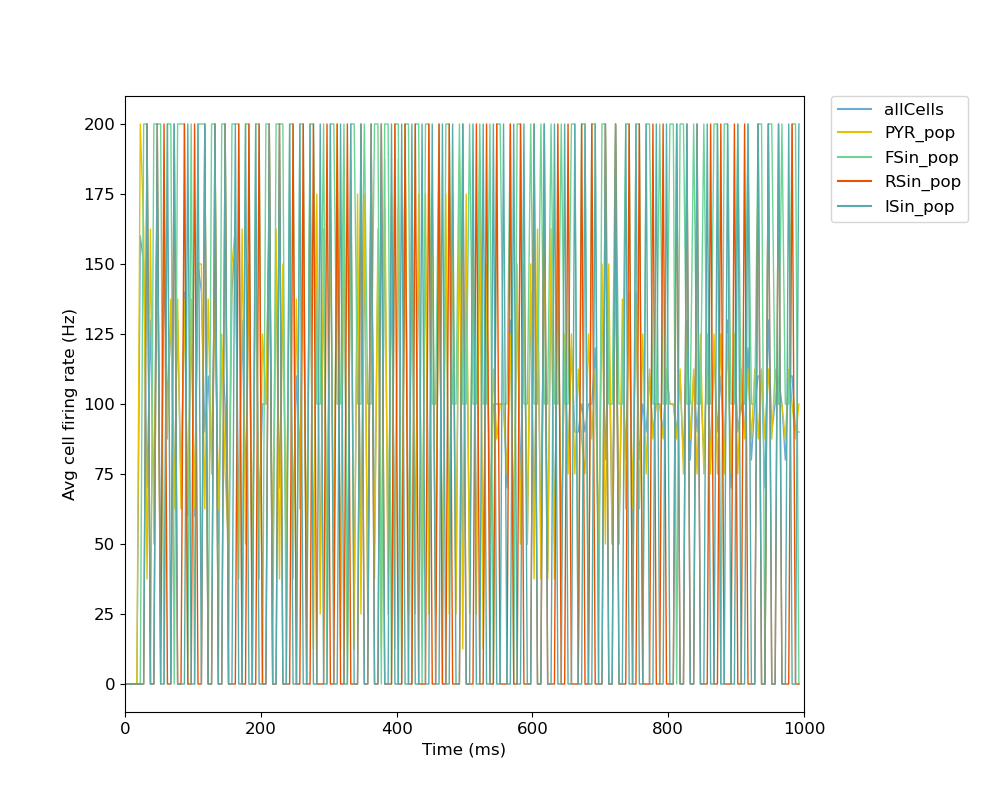 allCells
PYR_pop
FSin_pop
RSin_pop
ISin_pop
200
175
150
125
100
75
50
25
0
Avg cell firing rate (Hz)
0 200 400 600 800 1000
Time (ms)